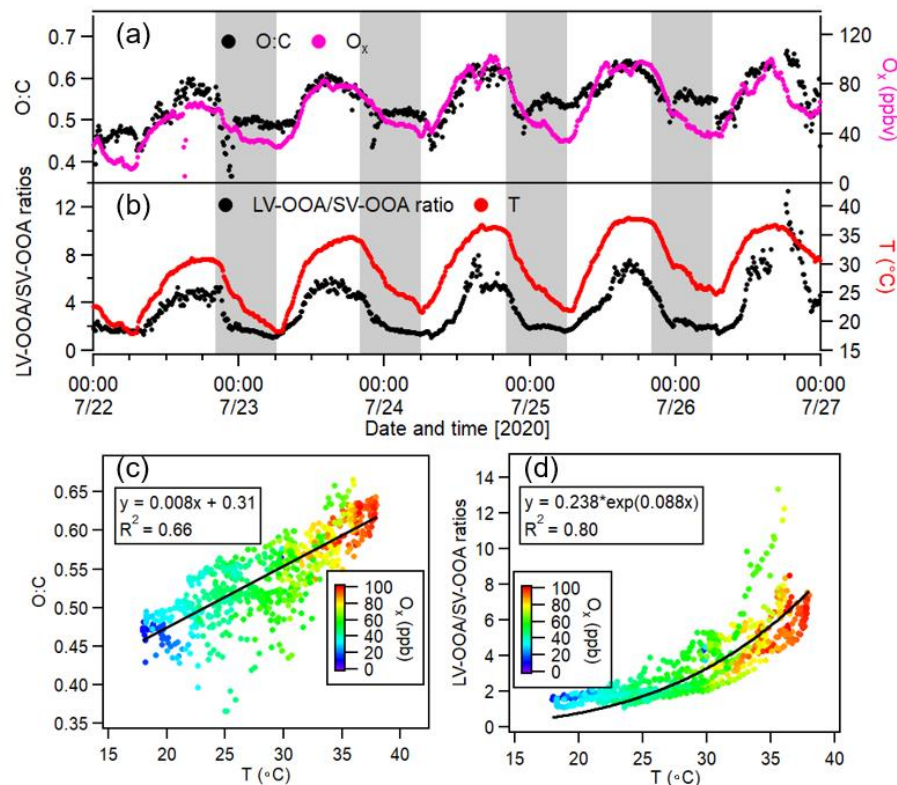 (a)
O:C
Oₓ
0.7
0.6
0.5
0.4
O:C
120
80
40
0
Oₓ (ppbv)
(b)
LV-OOA/SV-OOA ratio
T
12
8
4
0
LV-OOA/SV-OOA ratios
40
35
30
25
20
15
T (°C)
00:00 00:00 00:00 00:00 00:00 00:00
7/22 7/23 7/24 7/25 7/26 7/27
Date and time [2020]
(c)
y = 0.008x + 0.31
R² = 0.66
0.65
0.60
0.55
0.50
0.45
0.40
0.35
O:C
100
80
60
40
20
0
Oₓ (ppb)
20 25 30 35 40
T (°C)
(d)
y = 0.238*exp(0.088x)
R² = 0.80
14
12
10
8
6
4
2
0
LV-OOA/SV-OOA ratios
100
80
60
40
20
0
Oₓ (ppb)
15 20 25 30 35 40
T (°C)